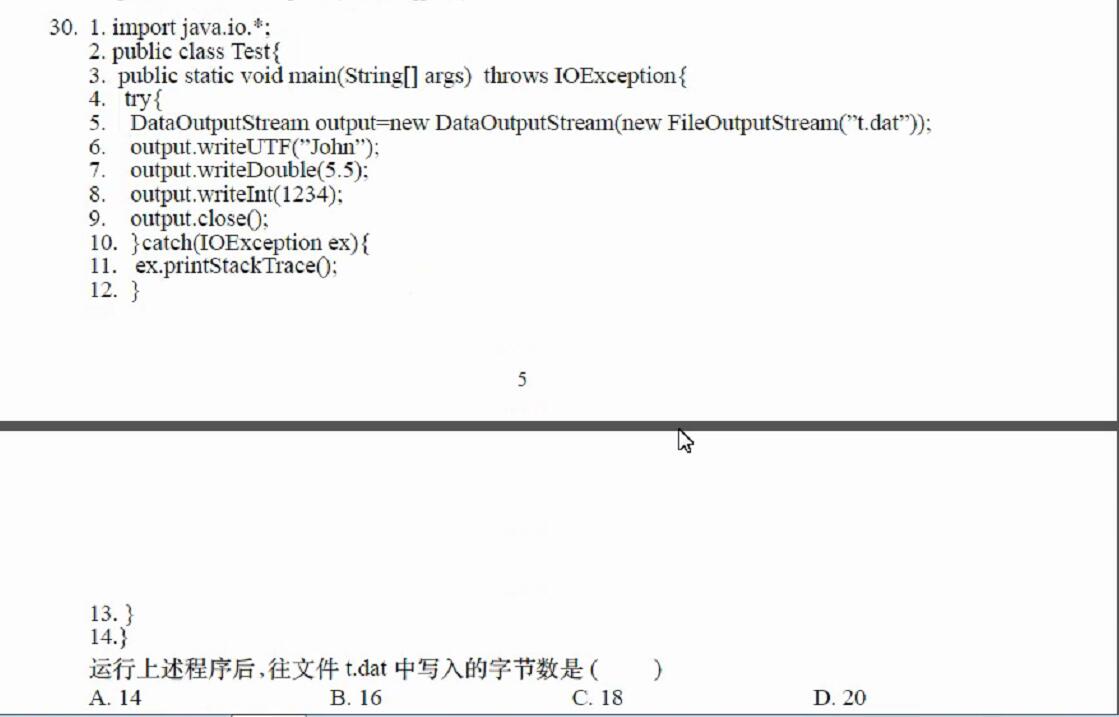 30. 1. import java.io.*;
2. public class Test{
3. public static void main(String[] args) throws IOException{
4. try{
5. DataOutputStream output=new DataOutputStream(new FileOutputStream(”t.dat”));
6. output.writeUTF(”John”);
7. output.writeDouble(5.5);
8. output.writeInt(1234);
9. output.close();
10. }catch(IOException ex){
11. ex.printStackTrace();
12. }
5
13. }
14.}
运行上述程序后,往文件 t.dat 中写入的字节数是 ( )
A. 14 B. 16 C. 18 D. 20